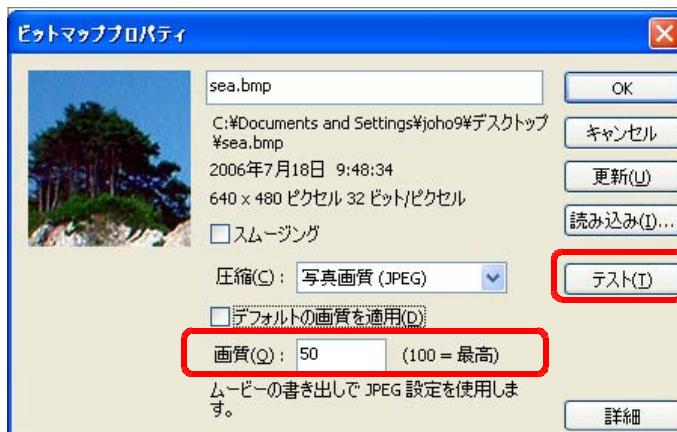 ビットマッププロパティ
sea.bmp
OK
C:¥Documents and Settings¥joho9¥デスクトップ
¥sea.bmp
キャンセル
2006年7月18日 9:48:34
更新(U)
640 x 480 ピクセル 32 ビット/ピクセル
読み込み(I)...
スムージング
圧縮(C): 写真画質 (JPEG)
テスト(T)
デフォルトの画質を適用(D)
画質(Q): 50 (100 = 最高)
ムービーの書き出しで JPEG 設定を使用しま
す。
詳細